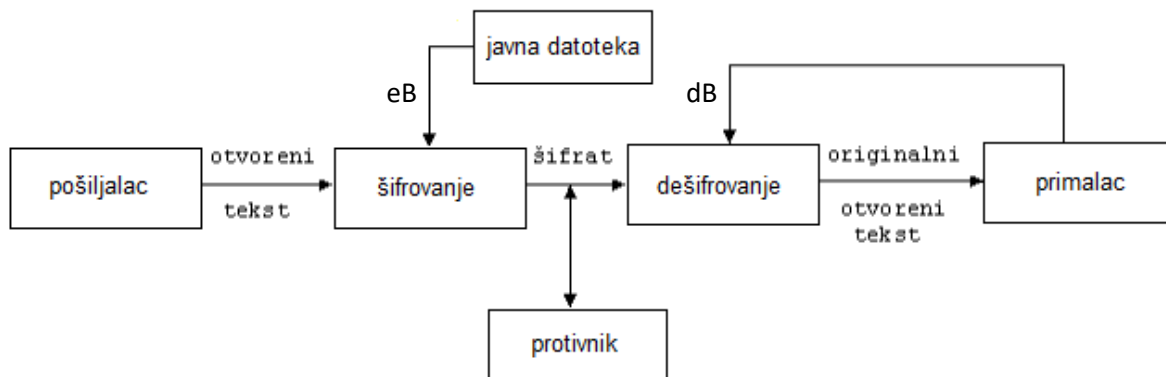 javna datoteka
eB
dB
pošiljalac
otvoreni
tekst
šifrovanje
šifrat
dešifrovanje
originalni
otvoreni
tekst
primalac
protivnik